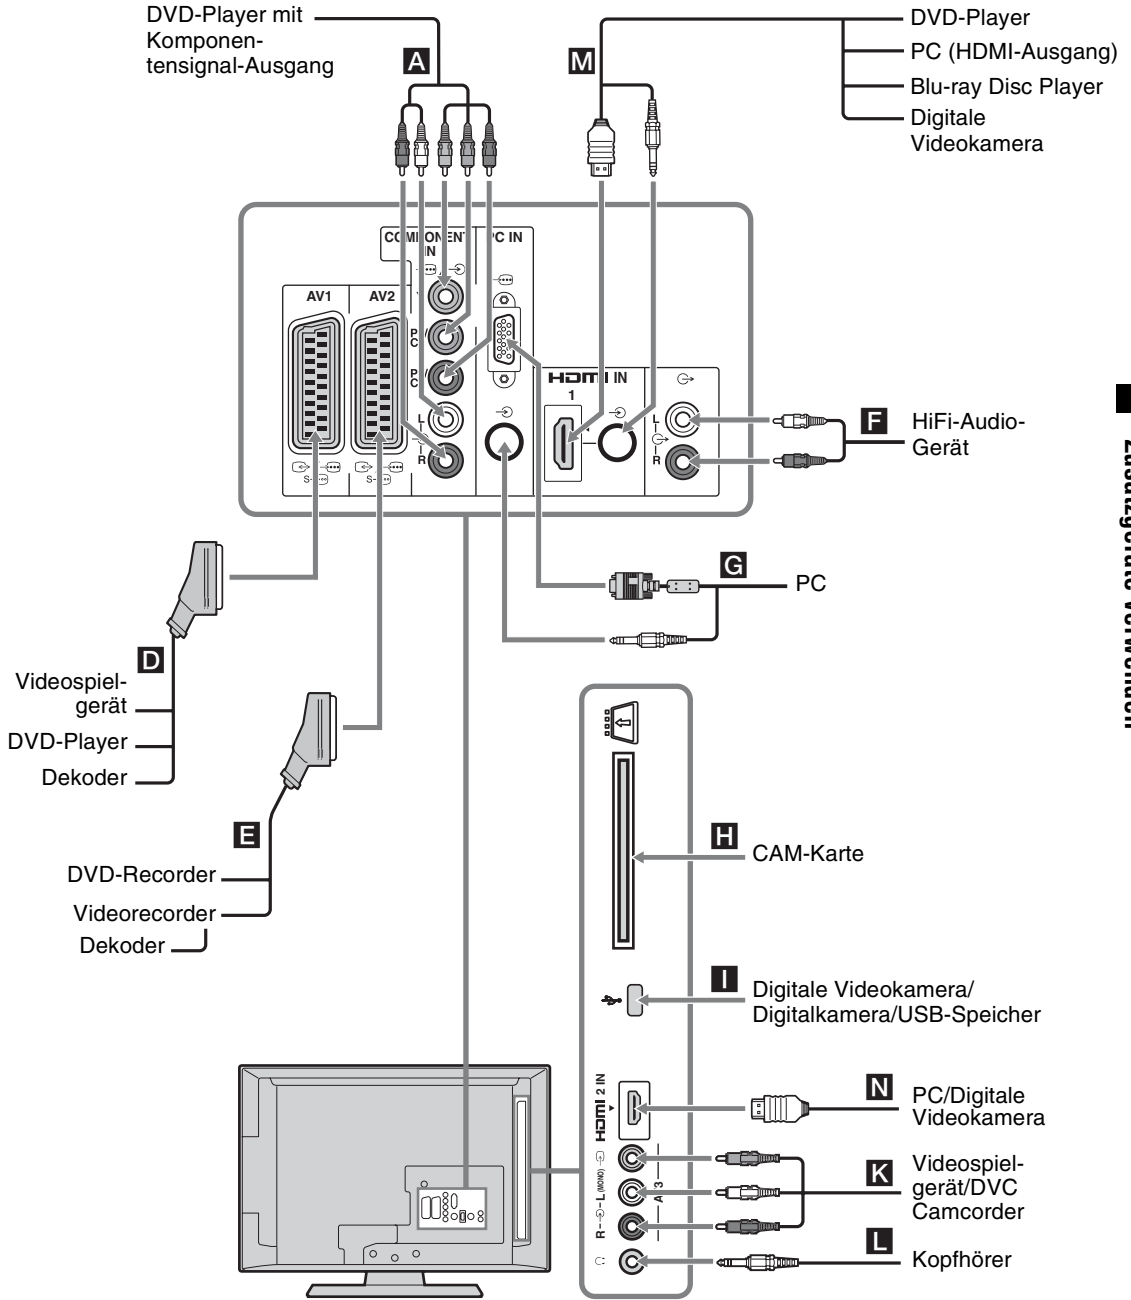 DVD-Player mit
Komponen-
tensignal-Ausgang
A
M
DVD-Player
PC (HDMI-Ausgang)
Blu-ray Disc Player
Digitale
Videokamera
COMPONENT
IN
PC IN
AV1
AV2
HDMI IN
1
L
R
L
R
S
S
F
HiFi-Audio-
Gerät
G
PC
D
Videospiel-
gerät
DVD-Player
Dekoder
E
DVD-Recorder
Videorecorder
Dekoder
H
CAM-Karte
I
Digitale Videokamera/
Digitalkamera/USB-Speicher
HDMI 2 IN
N
PC/Digitale
Videokamera
L (MONO)
R
K
Videospiel-
gerät/DVC
Camcorder
L
Kopfhörer